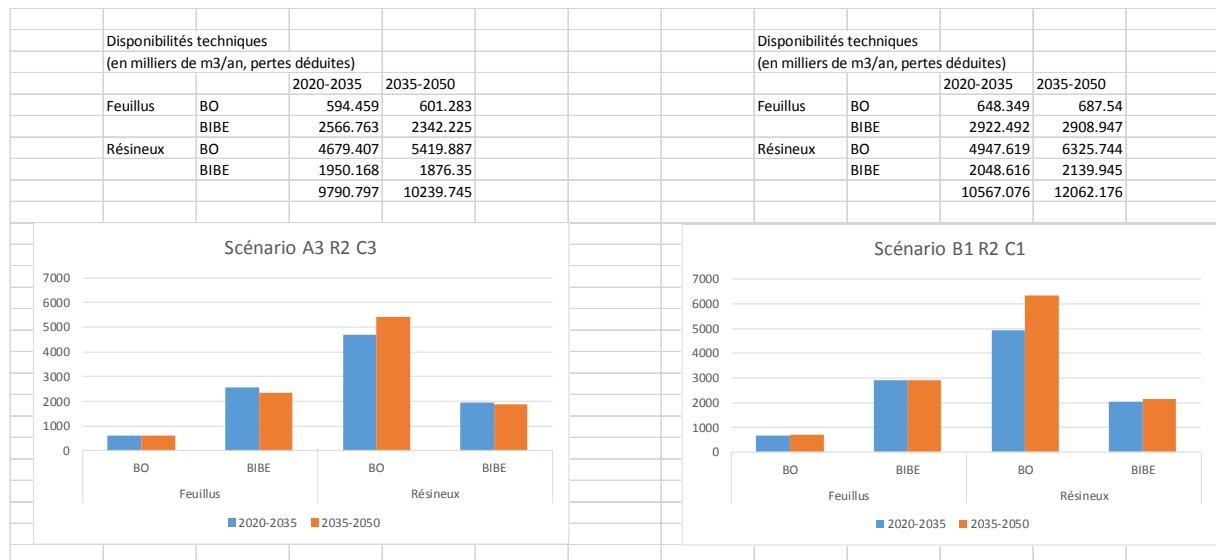 Disponibilités techniques
(en milliers de m3/an, pertes déduites)
2020-2035 2035-2050
Feuillus BO 594.459 601.283
BIBE 2566.763 2342.225
Résineux BO 4679.407 5419.887
BIBE 1950.168 1876.35
9790.797 10239.745
Scénario A3 R2 C3
7000
6000
5000
4000
3000
2000
1000
0
BO BIBE BO BIBE
Feuillus Résineux
2020-2035 2035-2050
Disponibilités techniques
(en milliers de m3/an, pertes déduites)
2020-2035 2035-2050
Feuillus BO 648.349 687.54
BIBE 2922.492 2908.947
Résineux BO 4947.619 6325.744
BIBE 2048.616 2139.945
10567.076 12062.176
Scénario B1 R2 C1
7000
6000
5000
4000
3000
2000
1000
0
BO BIBE BO BIBE
Feuillus Résineux
2020-2035 2035-2050